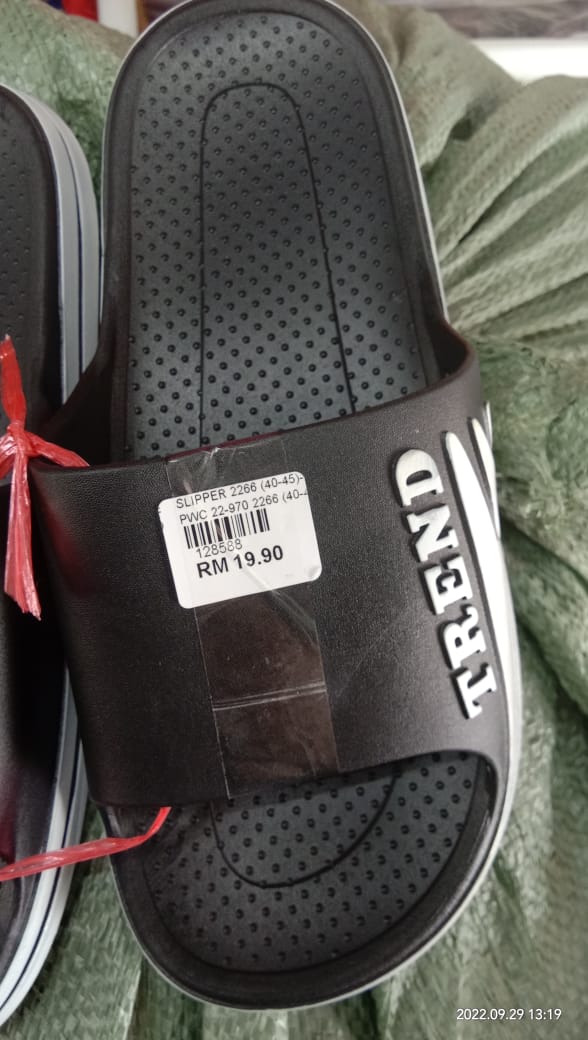 SLIPPER 2266 (40-45)-
PWC 22-970 2266 (40-
128588
RM 19.90
TREND
2022.09.29 13:19